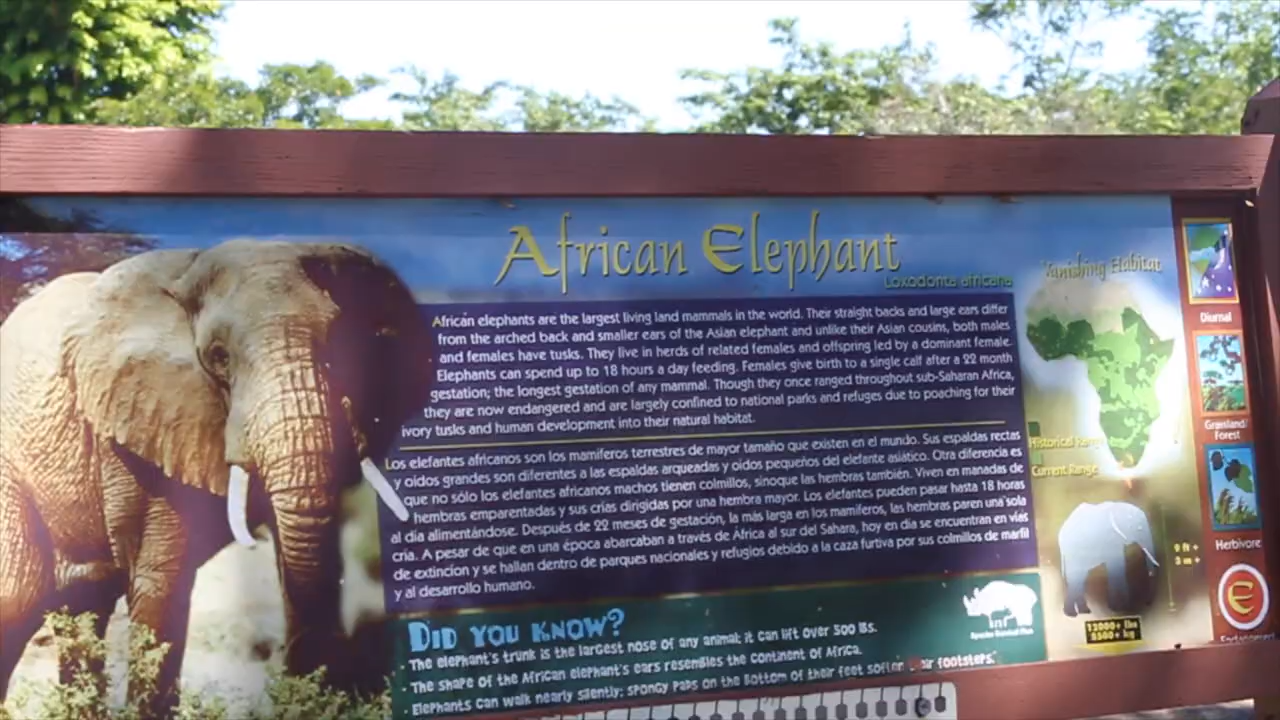 African Elephant
Loxodonta africana
African elephants are the largest living land mammals in the world. Their straight backs and large ears differ
from the arched back and smaller ears of the Asian elephant and unlike their Asian cousins, both males
and females have tusks. They live in herds of related females and offspring led by a dominant female.
Elephants can spend up to 18 hours a day feeding. Females give birth to a single calf after a 22 month
gestation; the longest gestation of any mammal. Though they once ranged throughout sub-Saharan Africa,
they are now endangered and are largely confined to national parks and refuges due to poaching for their
ivory tusks and human development into their natural habitat.
Los elefantes africanos son los mamíferos terrestres de mayor tamaño que existen en el mundo. Sus espaldas rectas
y oídos grandes son diferentes a las espaldas arqueadas y oídos pequeños del elefante asiático. Otra diferencia es
que no sólo los elefantes africanos machos tienen colmillos, sinoque las hembras también. Viven en manadas de
hembras emparentadas y sus crías dirigidas por una hembra mayor. Los elefantes pueden pasar hasta 18 horas
al día alimentándose. Después de 22 meses de gestación, la más larga en los mamíferos, las hembras paren una sola
cría. A pesar de que en una época abarcaban a través de Africa al sur del Sahara, hoy en día se encuentran en vías
de extincíon y se hallan dentro de parques nacionales y refugios debido a la caza furtiva por sus colmillos de marfil
y al desarrollo humano.
DID YOU KNOW?
· The elephant's trunk is the largest nose of any animal; it can lift over 500 lbs.
· The shape of the African elephant's ears resembles the continent of Africa.
· Elephants can walk nearly silently; spongy pads on the bottom of their feet soften footsteps.
Species Survival Plan
Vanishing Habitat
Historical Range
Current Range
9 ft +
3 m +
12000+ lbs
5500+ kg
Diurnal
Grassland/
Forest
Herbivore
E
Endangered